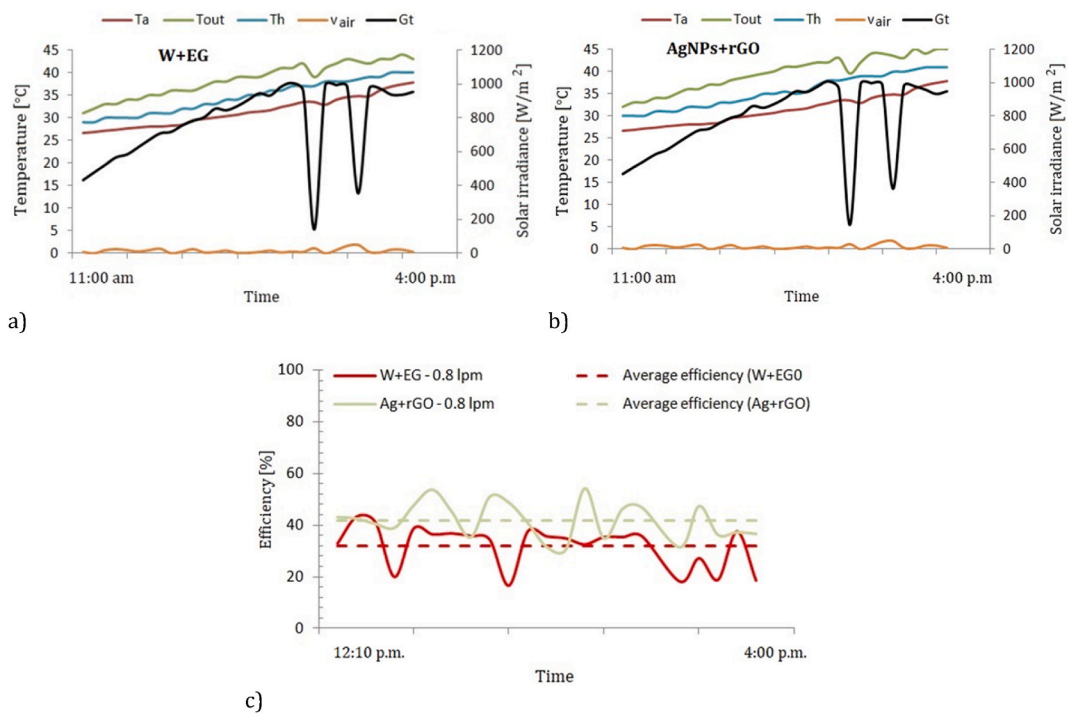 Ta Tout Th vair Gt
W+EG
Temperature [°C]
45
40
35
30
25
20
15
10
5
0
1200
1000
800
600
400
200
0
Solar irradiance [W/m2]
11:00 am
4:00 p.m.
Time
a)
Ta Tout Th vair Gt
AgNPs+rGO
Temperature [°C]
45
40
35
30
25
20
15
10
5
0
1200
1000
800
600
400
200
0
Solar irradiance [W/m2]
11:00 am
4:00 p.m.
Time
b)
W+EG - 0.8 lpm
Average efficiency (W+EG0
Ag+rGO - 0.8 lpm
Average efficiency (Ag+rGO)
Efficiency [%]
100
80
60
40
20
0
12:10 p.m.
4:00 p.m.
Time
c)